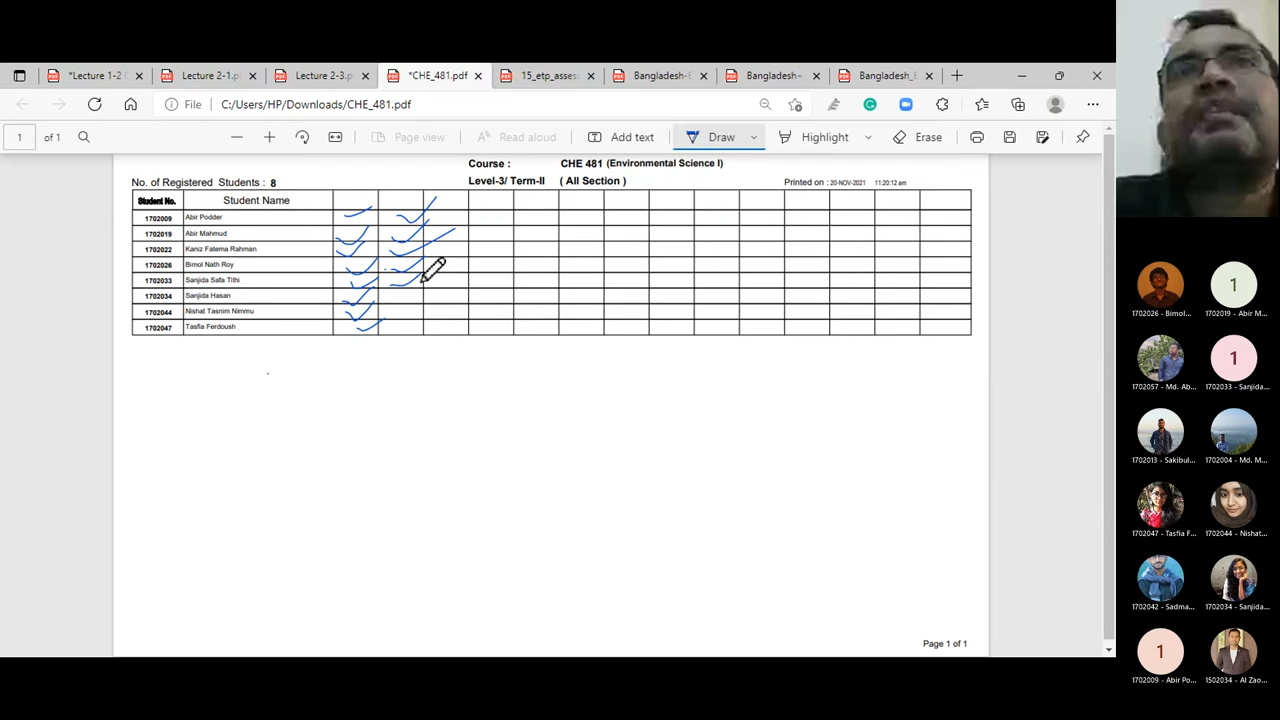 *Lecture 1-2 (
Lecture 2-1.p
Lecture 2-3.p
*CHE_481.pdf
15_etp_asses
Bangladesh-E
Bangladesh+
Bangladesh_E
File
C:/Users/HP/Downloads/CHE_481.pdf
1 of 1
Page view
Read aloud
Add text
Draw
Highlight
Erase
Course : CHE 481 (Environmental Science I)
No. of Registered Students : 8
Level-3/ Term-II ( All Section )
Printed on : 20-NOV-2021 11:20:12 am
Student No. Student Name
1702009 Abir Podder
1702019 Abir Mahmud
1702022 Kaniz Fatema Rahman
1702026 Bimol Nath Roy
1702033 Sanjida Safa Tithi
1702034 Sanjida Hasan
1702044 Nishat Tasnim Nimmu
1702047 Tasfia Ferdoush
Page 1 of 1
1
1702026 - Bimol...
1702019 - Abir M...
1
1702057 - Md. Ab...
1702033 - Sanjida...
1702013 - Sakibul...
1702004 - Md. M...
1702047 - Tasfia F...
1702044 - Nishat...
1702042 - Sadma...
1702034 - Sanjida...
1
1702009 - Abir Po...
1502034 - Al Zao...